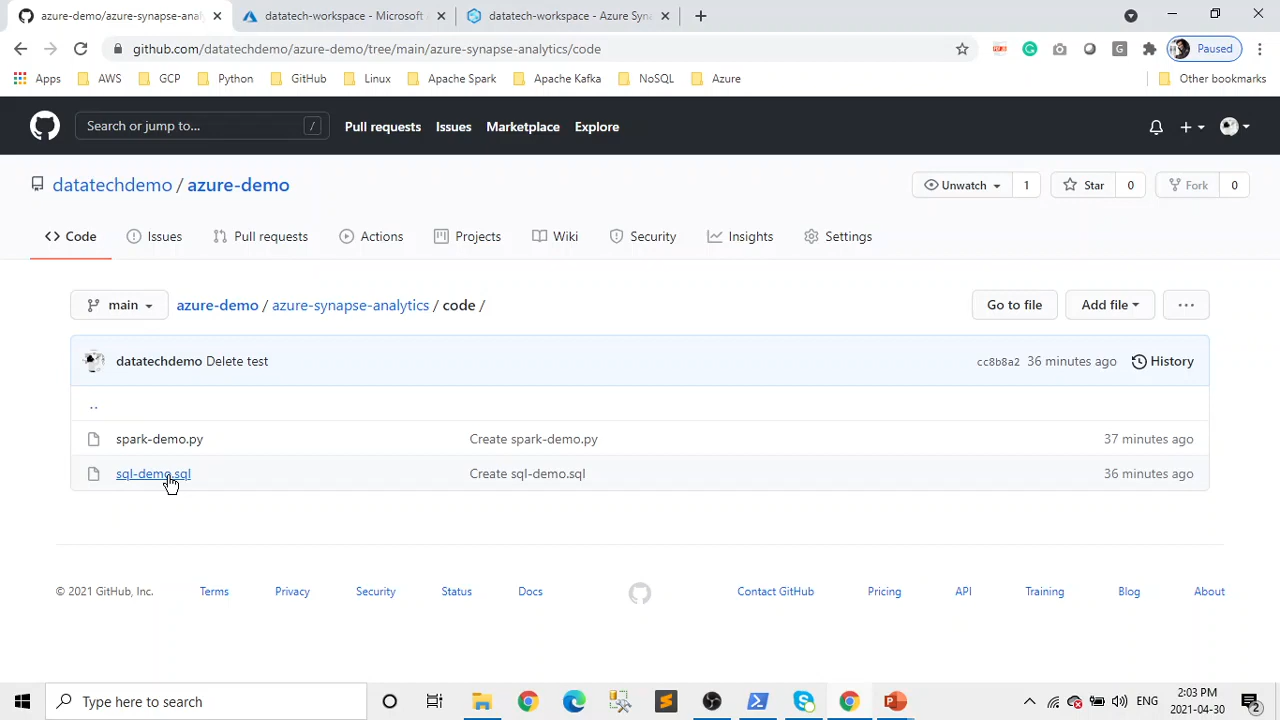 azure-demo/azure-synapse-analy
datatech-workspace - Microsoft
datatech-workspace - Azure Syn
github.com/datatechdemo/azure-demo/tree/main/azure-synapse-analytics/code
Paused
Apps
AWS
GCP
Python
GitHub
Linux
Apache Spark
Apache Kafka
NoSQL
Azure
Other bookmarks
Search or jump to...
/
Pull requests
Issues
Marketplace
Explore
datatechdemo / azure-demo
Unwatch
1
Star
0
Fork
0
<> Code
Issues
Pull requests
Actions
Projects
Wiki
Security
Insights
Settings
main
azure-demo / azure-synapse-analytics / code /
Go to file
Add file
...
datatechdemo Delete test
cc8b8a2 36 minutes ago
History
..
spark-demo.py
Create spark-demo.py
37 minutes ago
sql-demo.sql
Create sql-demo.sql
36 minutes ago
© 2021 GitHub, Inc.
Terms
Privacy
Security
Status
Docs
Contact GitHub
Pricing
API
Training
Blog
About
Type here to search
ENG
2:03 PM
2021-04-30
2